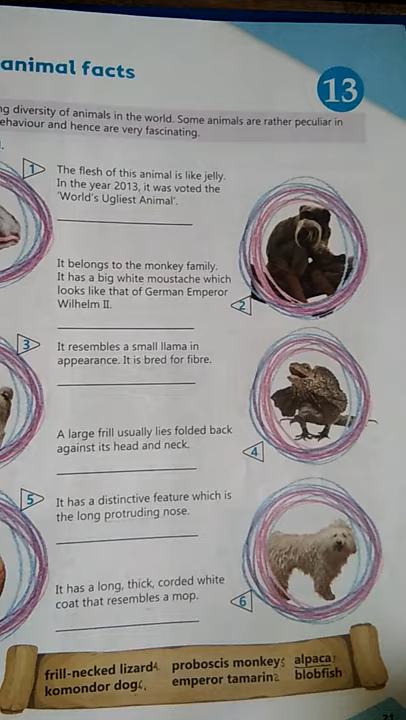 animal facts
13
ng diversity of animals in the world. Some animals are rather peculiar in
ehaviour and hence are very fascinating.
1
The flesh of this animal is like jelly.
In the year 2013, it was voted the
'World's Ugliest Animal'.
It belongs to the monkey family.
It has a big white moustache which
looks like that of German Emperor
Wilhelm II.
2
3
It resembles a small llama in
appearance. It is bred for fibre.
A large frill usually lies folded back
against its head and neck.
4
5
It has a distinctive feature which is
the long protruding nose.
It has a long, thick, corded white
coat that resembles a mop.
6
frill-necked lizard 4 proboscis monkey 5 alpaca 3
komondor dog 6 emperor tamarin 2 blobfish